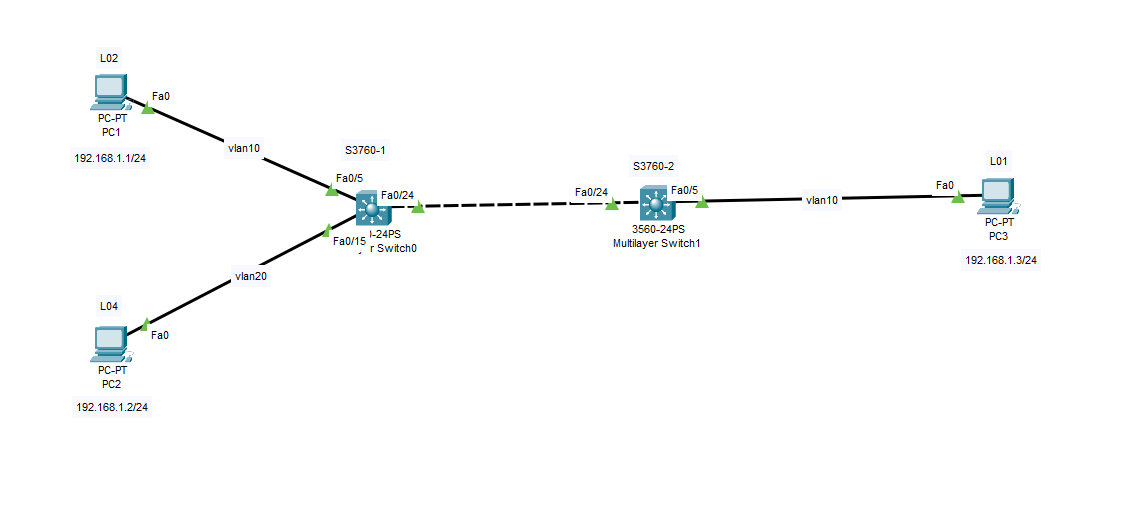 L02
Fa0
PC-PT
PC1
192.168.1.1/24
vlan10
S3760-1
Fa0/5
Fa0/24
-24PS
r Switch0
Fa0/15
vlan20
L04
Fa0
PC-PT
PC2
192.168.1.2/24
S3760-2
Fa0/24
Fa0/5
3560-24PS
Multilayer Switch1
vlan10
L01
Fa0
PC-PT
PC3
192.168.1.3/24